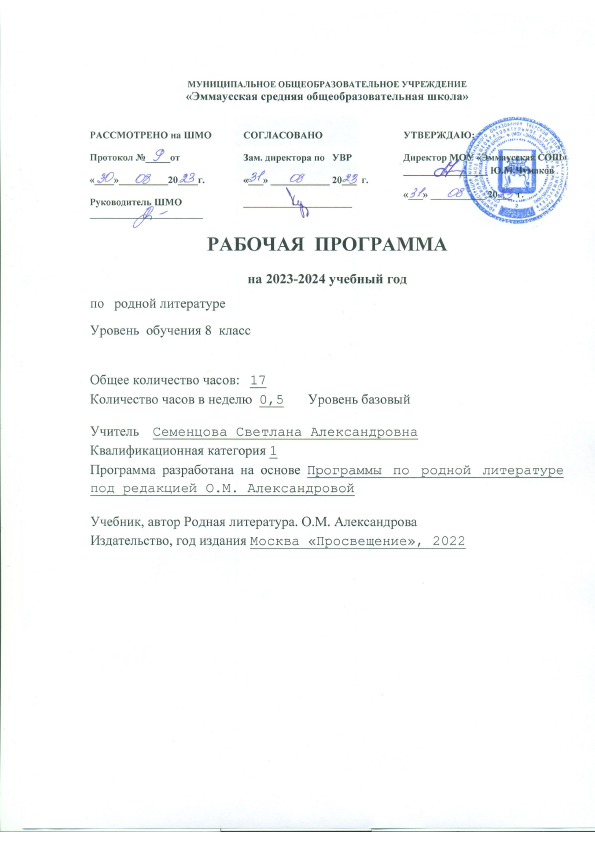 МУНИЦИПАЛЬНОЕ ОБЩЕОБРАЗОВАТЕЛЬНОЕ УЧРЕЖДЕНИЕ
«Эммаусская средняя общеобразовательная школа»
РАССМОТРЕНО на ШМО
Протокол № 9 от
«30» 08 2023 г.
Руководитель ШМО
СОГЛАСОВАНО
Зам. директора по УВР
«31» 08 2023 г.
УТВЕРЖДАЮ:
Директор МОУ «Эммаусская СОШ»
Ю.М.Чумаков
«31» 08 2023 г.
РАБОЧАЯ ПРОГРАММА
на 2023-2024 учебный год
по родной литературе
Уровень обучения 8 класс
Общее количество часов: 17
Количество часов в неделю 0,5 Уровень базовый
Учитель Семенцова Светлана Александровна
Квалификационная категория 1
Программа разработана на основе Программы по родной литературе
под редакцией О.М. Александровой
Учебник, автор Родная литература. О.М. Александрова
Издательство, год издания Москва «Просвещение», 2022